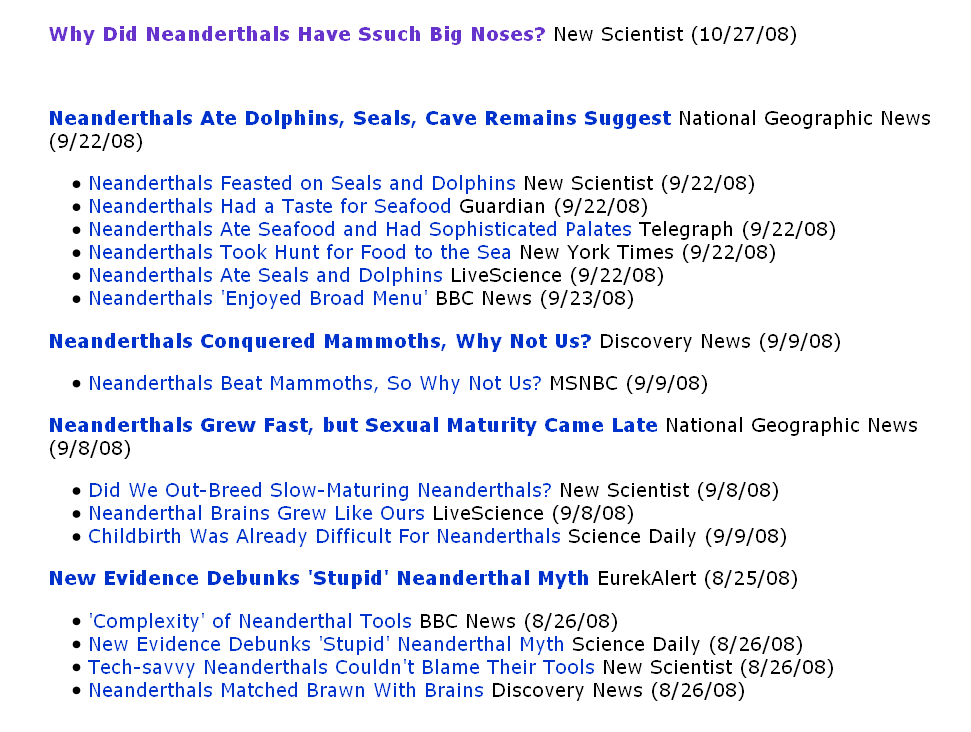 Why Did Neanderthals Have Ssuch Big Noses? New Scientist (10/27/08)
Neanderthals Ate Dolphins, Seals, Cave Remains Suggest National Geographic News
(9/22/08)
• Neanderthals Feasted on Seals and Dolphins New Scientist (9/22/08)
• Neanderthals Had a Taste for Seafood Guardian (9/22/08)
• Neanderthals Ate Seafood and Had Sophisticated Palates Telegraph (9/22/08)
• Neanderthals Took Hunt for Food to the Sea New York Times (9/22/08)
• Neanderthals Ate Seals and Dolphins LiveScience (9/22/08)
• Neanderthals 'Enjoyed Broad Menu' BBC News (9/23/08)
Neanderthals Conquered Mammoths, Why Not Us? Discovery News (9/9/08)
• Neanderthals Beat Mammoths, So Why Not Us? MSNBC (9/9/08)
Neanderthals Grew Fast, but Sexual Maturity Came Late National Geographic News
(9/8/08)
• Did We Out-Breed Slow-Maturing Neanderthals? New Scientist (9/8/08)
• Neanderthal Brains Grew Like Ours LiveScience (9/8/08)
• Childbirth Was Already Difficult For Neanderthals Science Daily (9/9/08)
New Evidence Debunks 'Stupid' Neanderthal Myth EurekAlert (8/25/08)
• 'Complexity' of Neanderthal Tools BBC News (8/26/08)
• New Evidence Debunks 'Stupid' Neanderthal Myth Science Daily (8/26/08)
• Tech-savvy Neanderthals Couldn't Blame Their Tools New Scientist (8/26/08)
• Neanderthals Matched Brawn With Brains Discovery News (8/26/08)